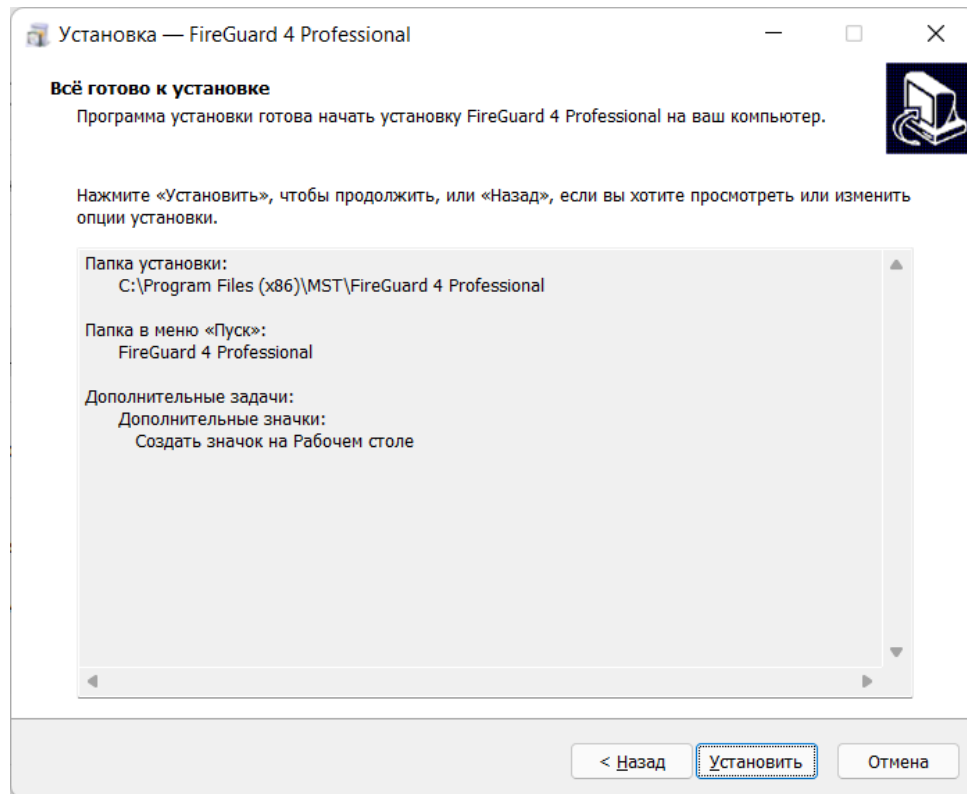 Установка — FireGuard 4 Professional
Всё готово к установке
Программа установки готова начать установку FireGuard 4 Professional на ваш компьютер.
Нажмите «Установить», чтобы продолжить, или «Назад», если вы хотите просмотреть или изменить
опции установки.
Папка установки:
C:\Program Files (x86)\MST\FireGuard 4 Professional
Папка в меню «Пуск»:
FireGuard 4 Professional
Дополнительные задачи:
Дополнительные значки:
Создать значок на Рабочем столе
< Назад Установить Отмена